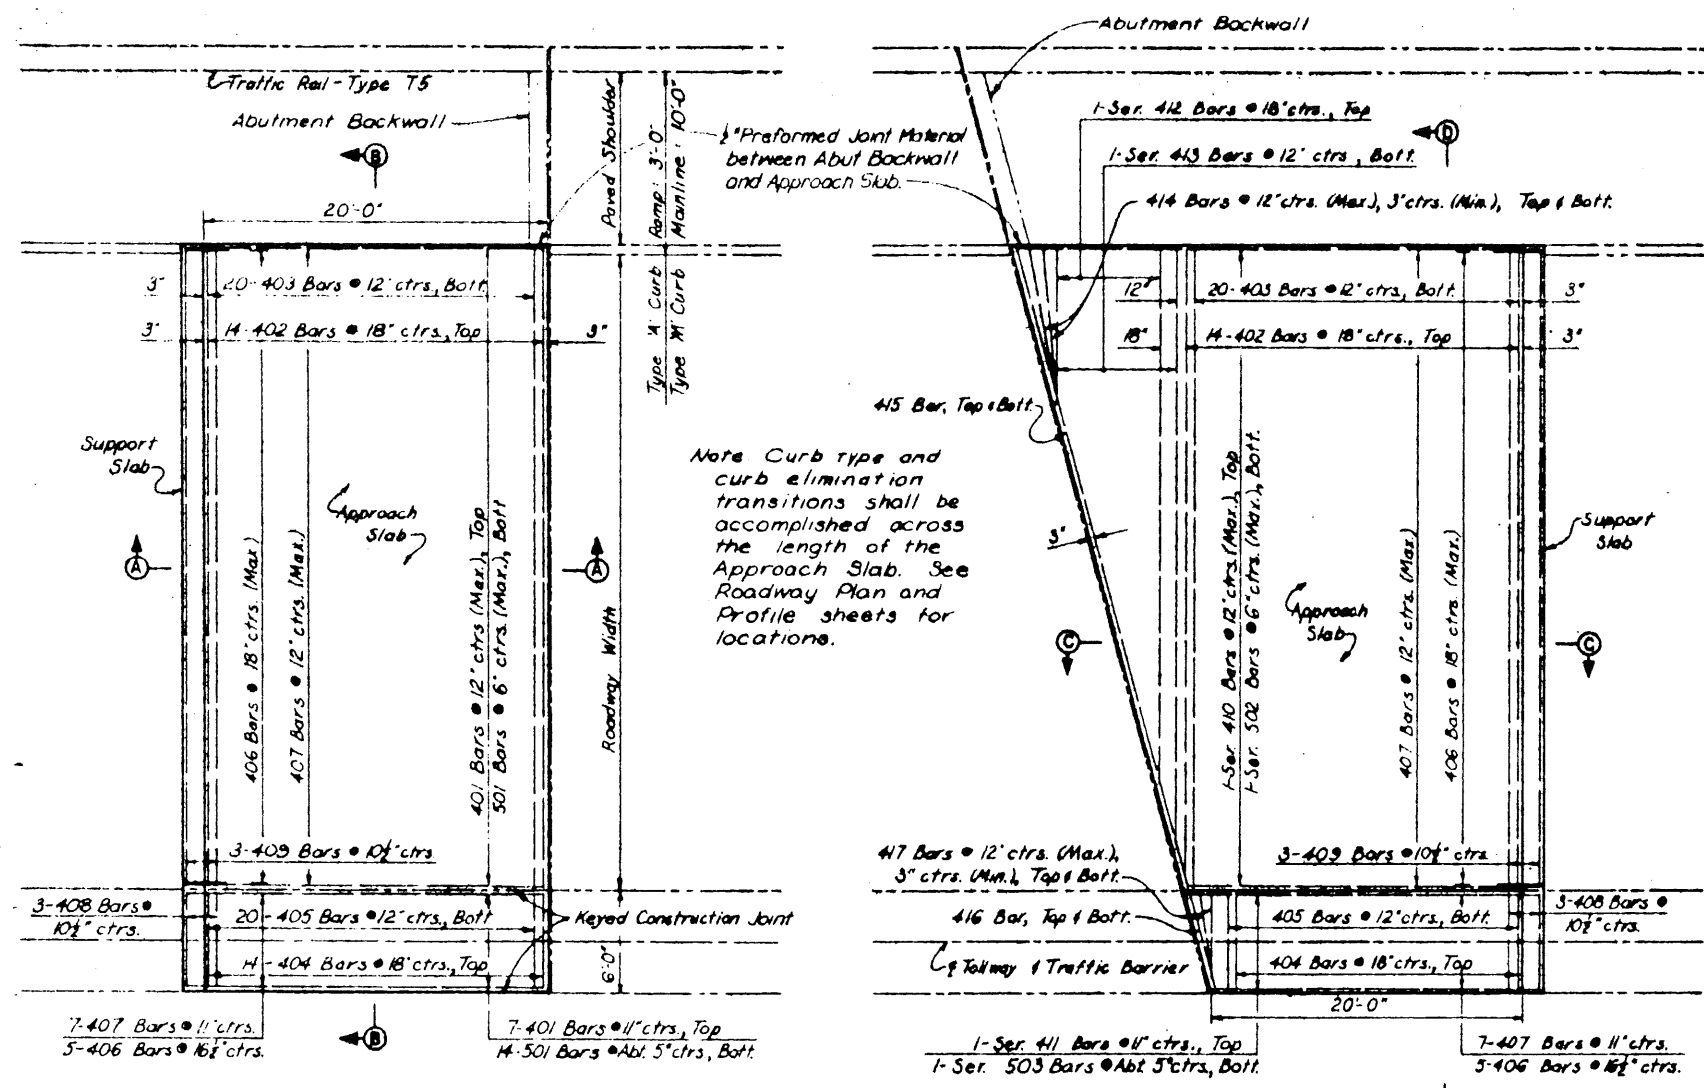 Traffic Rail-Type T5
Abutment Backwall
B
20'-0"
Paved Shoulder
Ramp: 3'-0"
Mainline: 10'-0"
½" Preformed Joint Material
between Abut Backwall
and Approach Slab.
3"
20-403 Bars @ 12" ctrs., Bott.
3"
14-402 Bars @ 18" ctrs., Top
3"
Type 'A' Curb
Type 'M' Curb
Support
Slab
Approach
Slab
A
A
406 Bars @ 18" ctrs. (Max)
407 Bars @ 12" ctrs. (Max.)
401 Bars @ 12" ctrs (Max.), Top
501 Bars @ 6" ctrs. (Max.), Bott
Roadway Width
Note Curb type and
curb elimination
transitions shall be
accomplished across
the length of the
Approach Slab. See
Roadway Plan and
Profile sheets for
locations.
3-409 Bars @ 10½" ctrs
3-408 Bars @
10½" ctrs.
20-405 Bars @ 12" ctrs., Bott
Keyed Construction Joint
14-404 Bars @ 18" ctrs., Top
6'-0"
7-407 Bars @ 11" ctrs.
5-406 Bars @ 16½" ctrs.
B
7-401 Bars @ 11" ctrs., Top
14-501 Bars @ Abt. 5" ctrs., Bott.
Abutment Backwall
1-Ser. 412 Bars @ 18" ctrs., Top
D
1-Ser. 413 Bars @ 12" ctrs., Bott.
414 Bars @ 12" ctrs. (Max.), 3" ctrs. (Min.), Top & Bott.
12"
20-403 Bars @ 12" ctrs., Bott.
3"
18"
14-402 Bars @ 18" ctrs., Top
3"
415 Bar, Top & Bott.
3"
1-Ser. 410 Bars @ 12" ctrs (Max.), Top
1-Ser. 502 Bars @ 6" ctrs. (Max.), Bott.
407 Bars @ 12" ctrs. (Max)
406 Bars @ 18" ctrs. (Max.)
Support
Slab
Approach
Slab
C
C
417 Bars @ 12" ctrs. (Max.),
3" ctrs. (Min.), Top & Bott.
3-409 Bars @ 10½" ctrs
416 Bar, Top & Bott.
405 Bars @ 12" ctrs., Bott.
3-408 Bars @
10½" ctrs.
℄ Tollway & Traffic Barrier
404 Bars @ 18" ctrs., Top
20'-0"
1-Ser. 411 Bars @ 11" ctrs., Top
1-Ser. 503 Bars @ Abt. 5" ctrs., Bott.
7-407 Bars @ 11" ctrs.
5-406 Bars @ 16½" ctrs.